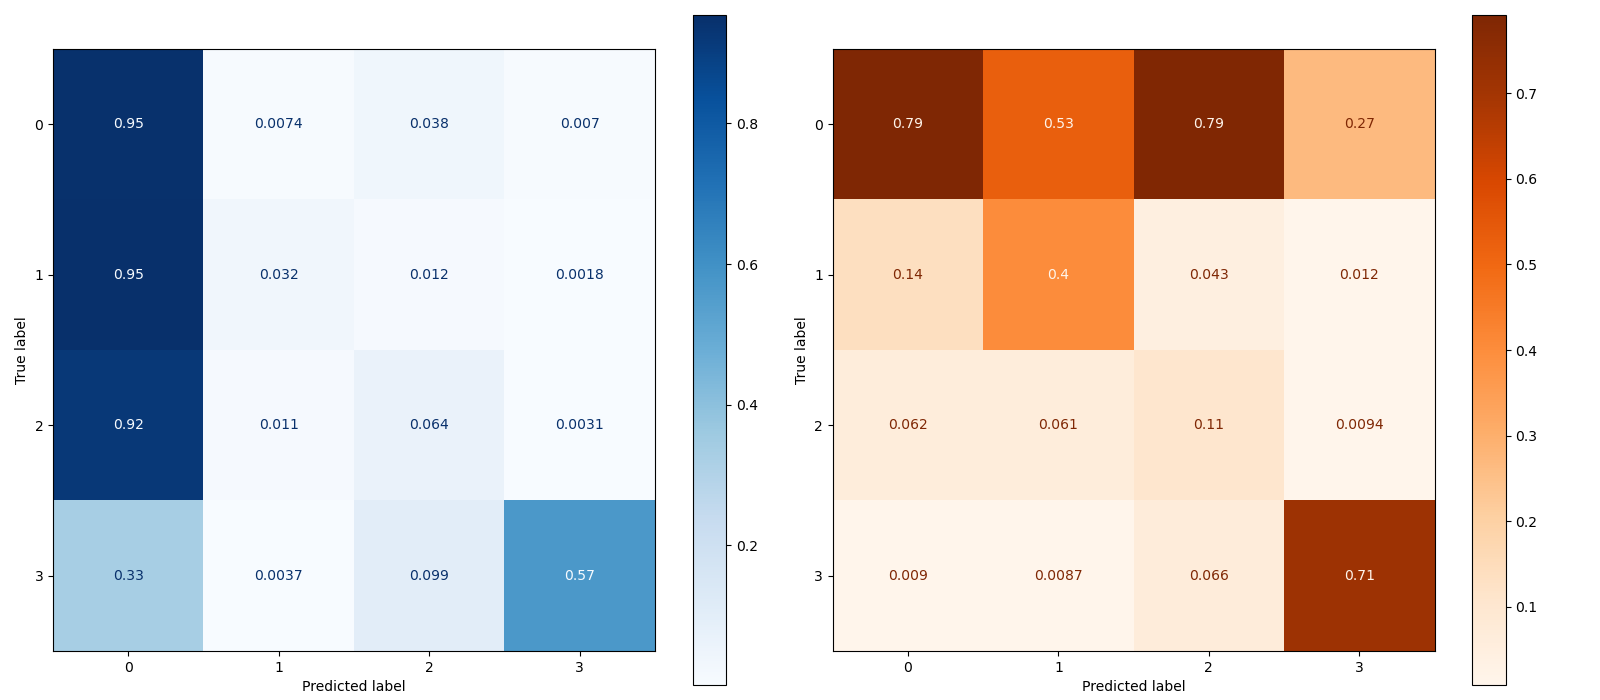 0.8
0.6
0.4
0.2
True label
0
1
2
3
0.95 0.0074 0.038 0.007
0.95 0.032 0.012 0.0018
0.92 0.011 0.064 0.0031
0.33 0.0037 0.099 0.57
0 1 2 3
Predicted label
True label
0
1
2
3
0.79 0.53 0.79 0.27
0.14 0.4 0.043 0.012
0.062 0.061 0.11 0.0094
0.009 0.0087 0.066 0.71
0 1 2 3
Predicted label
0.7
0.6
0.5
0.4
0.3
0.2
0.1